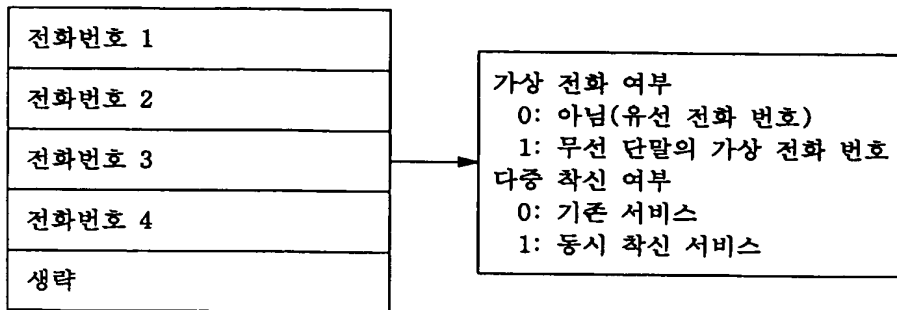 전화번호 1
전화번호 2
전화번호 3
전화번호 4
생략
가상 전화 여부
0: 아님(유선 전화 번호)
1: 무선 단말의 가상 전화 번호
다중 착신 여부
0: 기존 서비스
1: 동시 착신 서비스